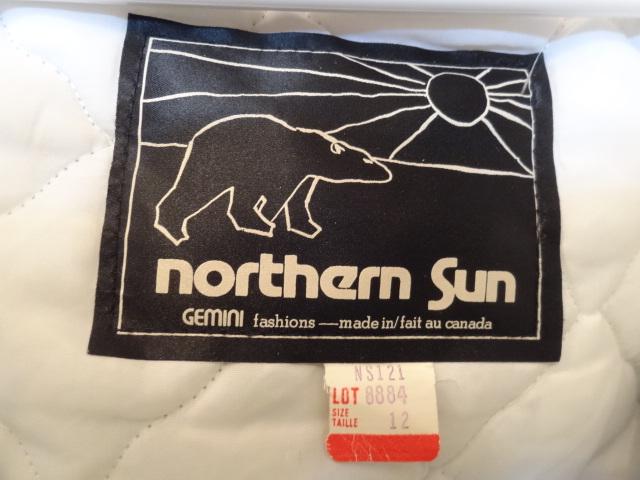 northern Sun
GEMINI fashions — made in/fait au canada
NS121
LOT 8884
SIZE
TAILLE 12